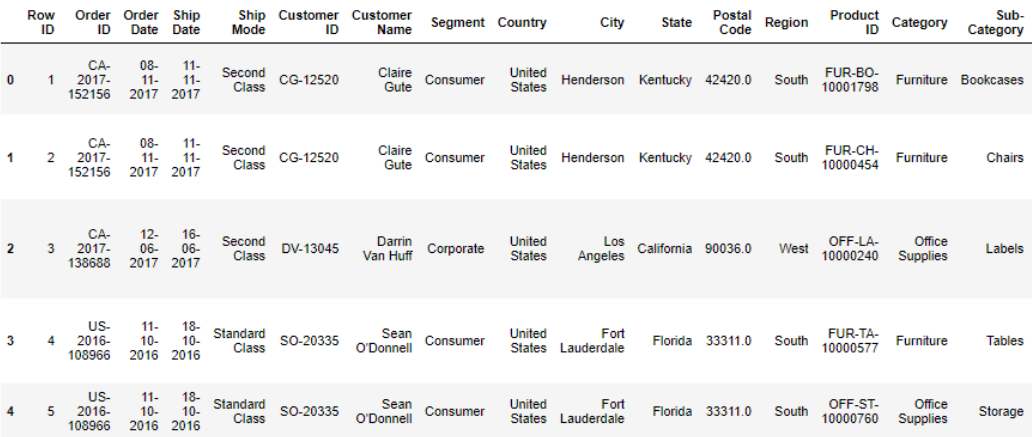 Row ID Order ID Order Date Ship Date Ship Mode Customer ID Customer Name Segment Country City State Postal Code Region Product ID Category Sub-Category
0 1 CA-2017-152156 08-11-2017 11-11-2017 Second Class CG-12520 Claire Gute Consumer United States Henderson Kentucky 42420.0 South FUR-BO-10001798 Furniture Bookcases
1 2 CA-2017-152156 08-11-2017 11-11-2017 Second Class CG-12520 Claire Gute Consumer United States Henderson Kentucky 42420.0 South FUR-CH-10000454 Furniture Chairs
2 3 CA-2017-138688 12-06-2017 16-06-2017 Second Class DV-13045 Darrin Van Huff Corporate United States Los Angeles California 90036.0 West OFF-LA-10000240 Office Supplies Labels
3 4 US-2016-108966 11-10-2016 18-10-2016 Standard Class SO-20335 Sean O'Donnell Consumer United States Fort Lauderdale Florida 33311.0 South FUR-TA-10000577 Furniture Tables
4 5 US-2016-108966 11-10-2016 18-10-2016 Standard Class SO-20335 Sean O'Donnell Consumer United States Fort Lauderdale Florida 33311.0 South OFF-ST-10000760 Office Supplies Storage